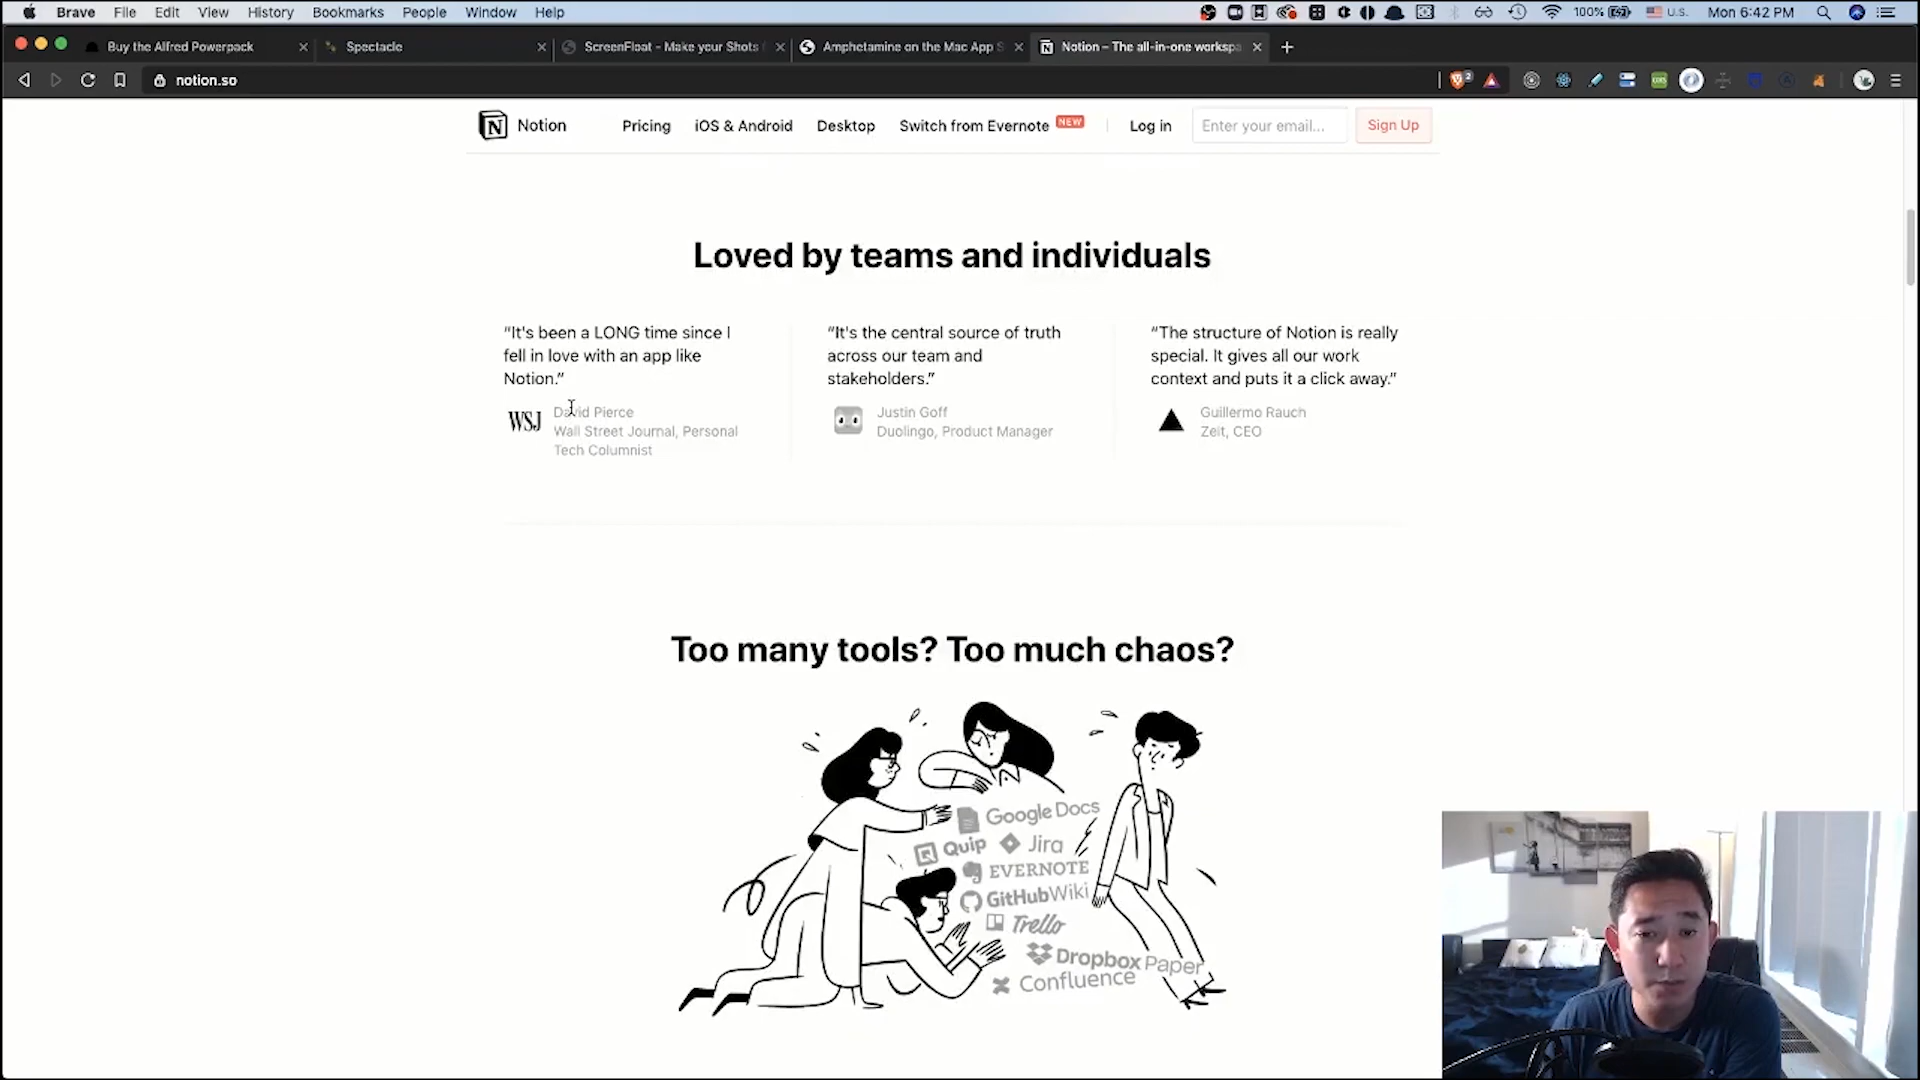 Brave File Edit View History Bookmarks People Window Help
100% U.S. Mon 6:42 PM
Buy the Alfred Powerpack
Spectacle
ScreenFloat - Make your Shots
Amphetamine on the Mac App S
Notion – The all-in-one workspa
notion.so
2
Notion
Pricing
iOS & Android
Desktop
Switch from Evernote NEW
Log in
Enter your email...
Sign Up
Loved by teams and individuals
“It's been a LONG time since I
fell in love with an app like
Notion.”
WSJ
David Pierce
Wall Street Journal, Personal
Tech Columnist
“It's the central source of truth
across our team and
stakeholders.”
Justin Goff
Duolingo, Product Manager
“The structure of Notion is really
special. It gives all our work
context and puts it a click away.”
Guillermo Rauch
Zeit, CEO
Too many tools? Too much chaos?
Google Docs
Quip Jira
EVERNOTE
GitHub Wiki
Trello
Dropbox Paper
Confluence